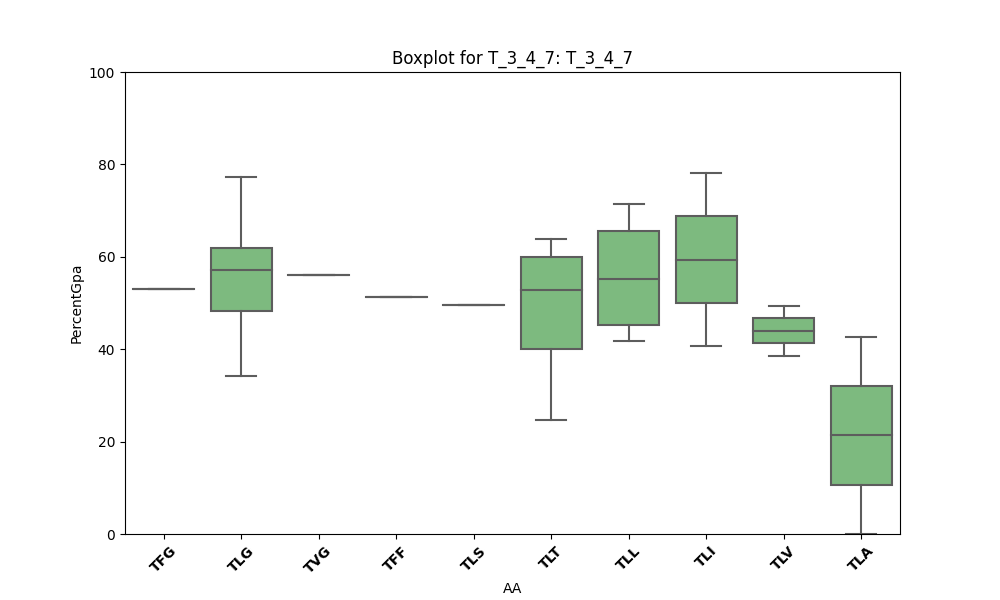 Boxplot for T_3_4_7: T_3_4_7
PercentGpa
100
80
60
40
20
0
TFG TLG TVG TFF TLS TLT TLL TLI TLV TLA
AA